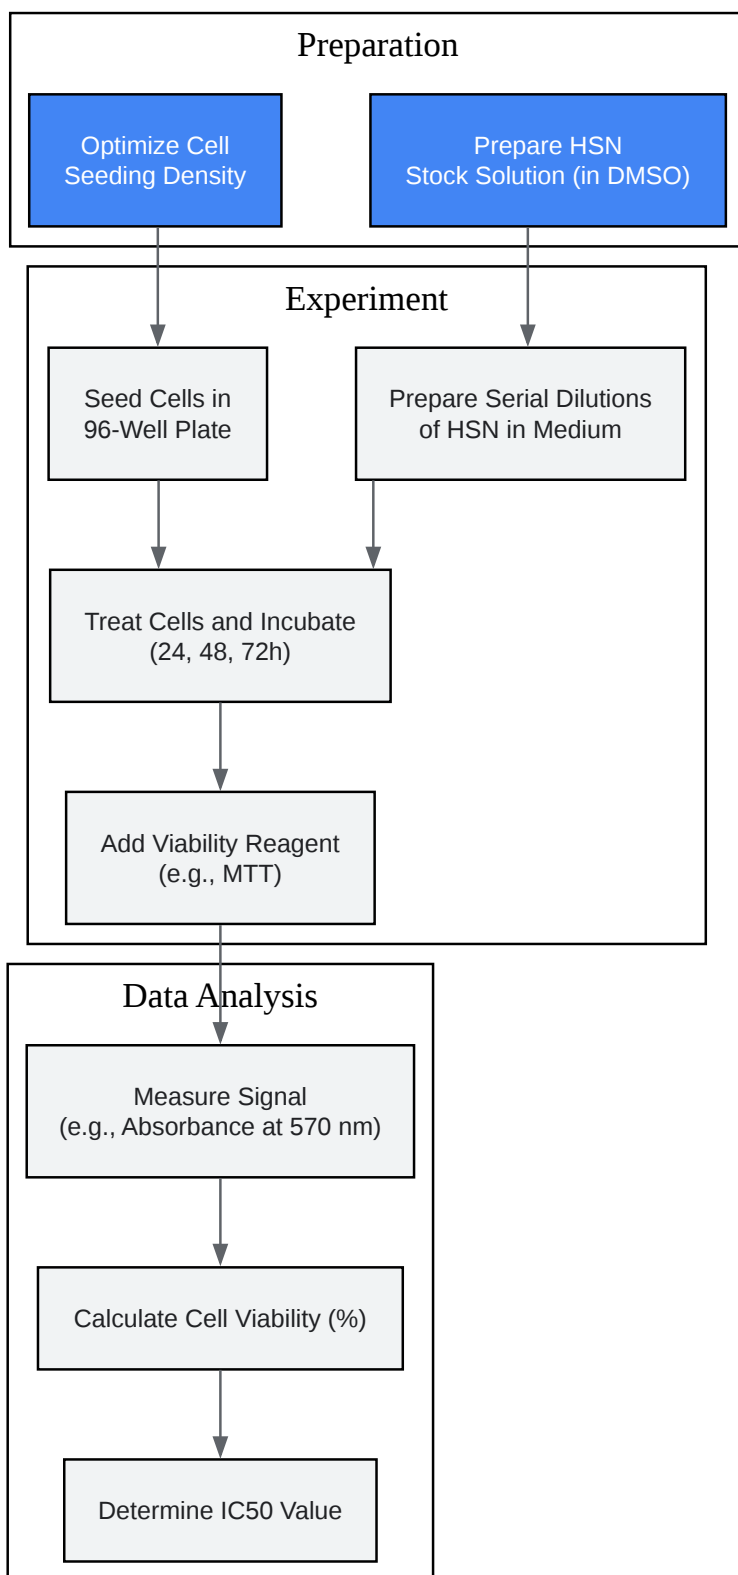 Preparation
Optimize Cell
Seeding Density
Prepare HSN
Stock Solution (in DMSO)
Experiment
Seed Cells in
96-Well Plate
Prepare Serial Dilutions
of HSN in Medium
Treat Cells and Incubate
(24, 48, 72h)
Add Viability Reagent
(e.g., MTT)
Data Analysis
Measure Signal
(e.g., Absorbance at 570 nm)
Calculate Cell Viability (%)
Determine IC50 Value